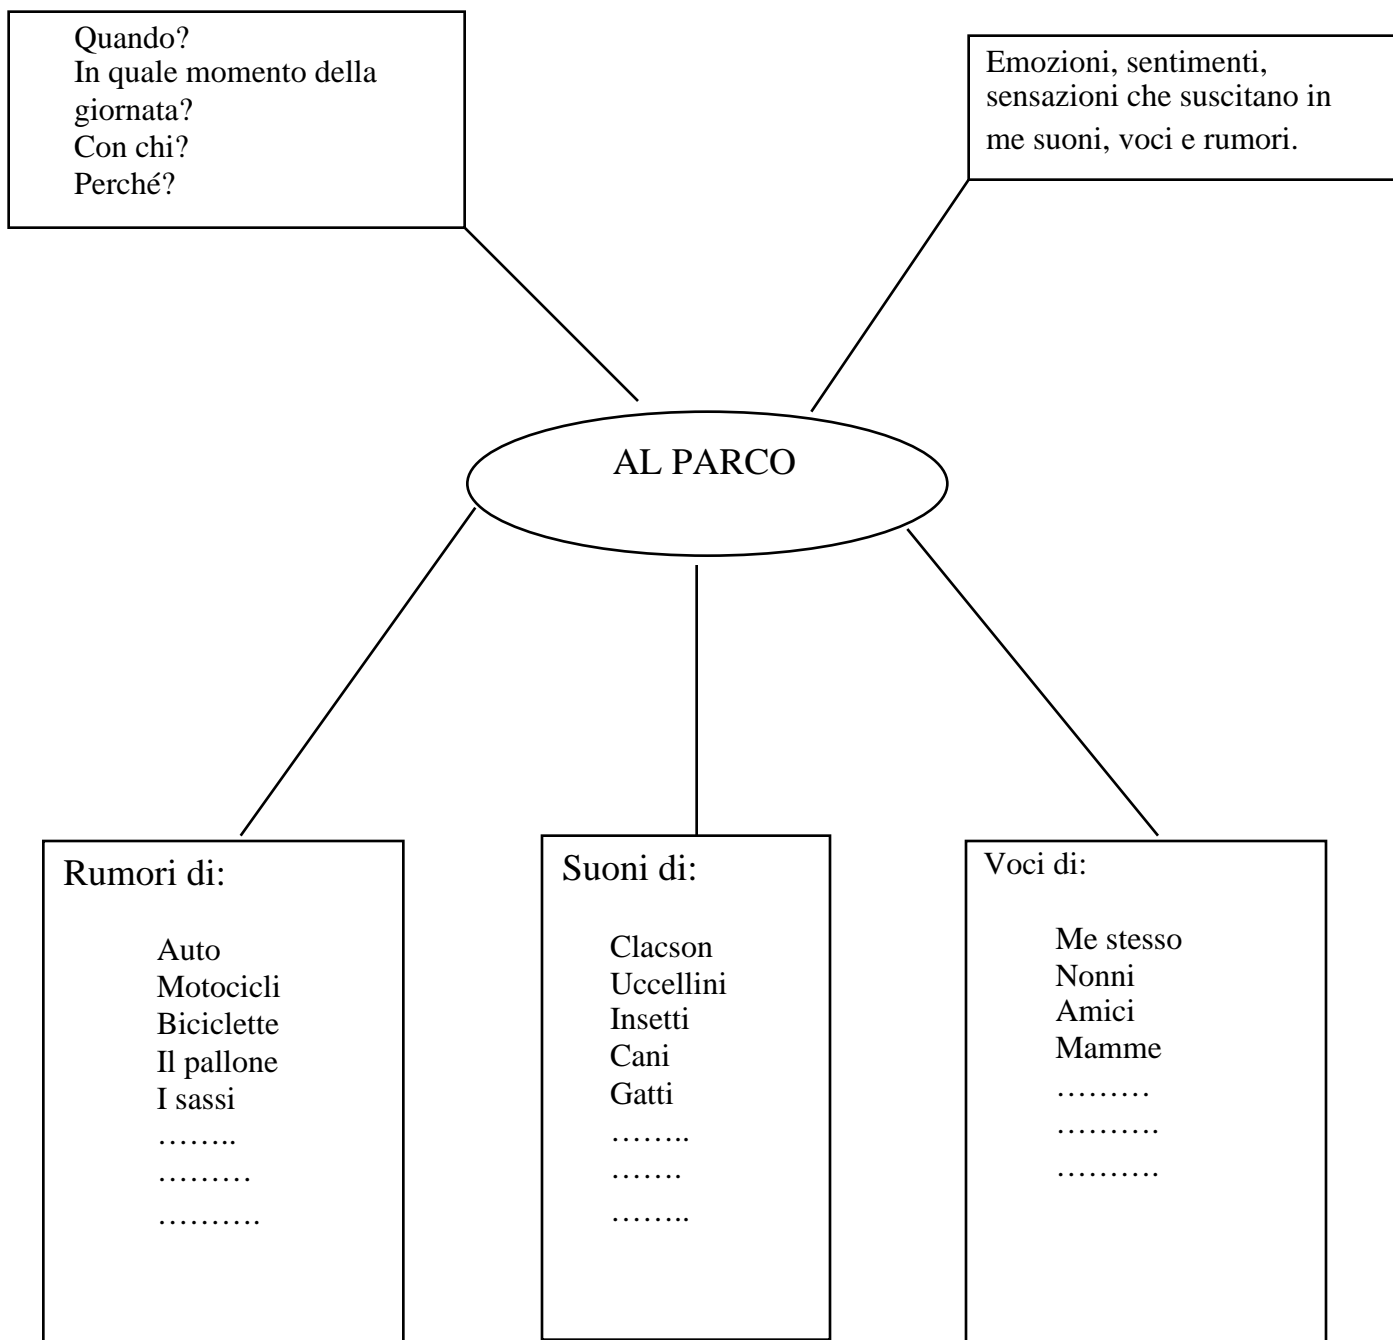 Quando?
In quale momento della
giornata?
Con chi?
Perché?
Emozioni, sentimenti,
sensazioni che suscitano in
me suoni, voci e rumori.
AL PARCO
Rumori di:
Auto
Motocicli
Biciclette
Il pallone
I sassi
……..
………
……….
Suoni di:
Clacson
Uccellini
Insetti
Cani
Gatti
……..
…….
……..
Voci di:
Me stesso
Nonni
Amici
Mamme
………
……….
……….